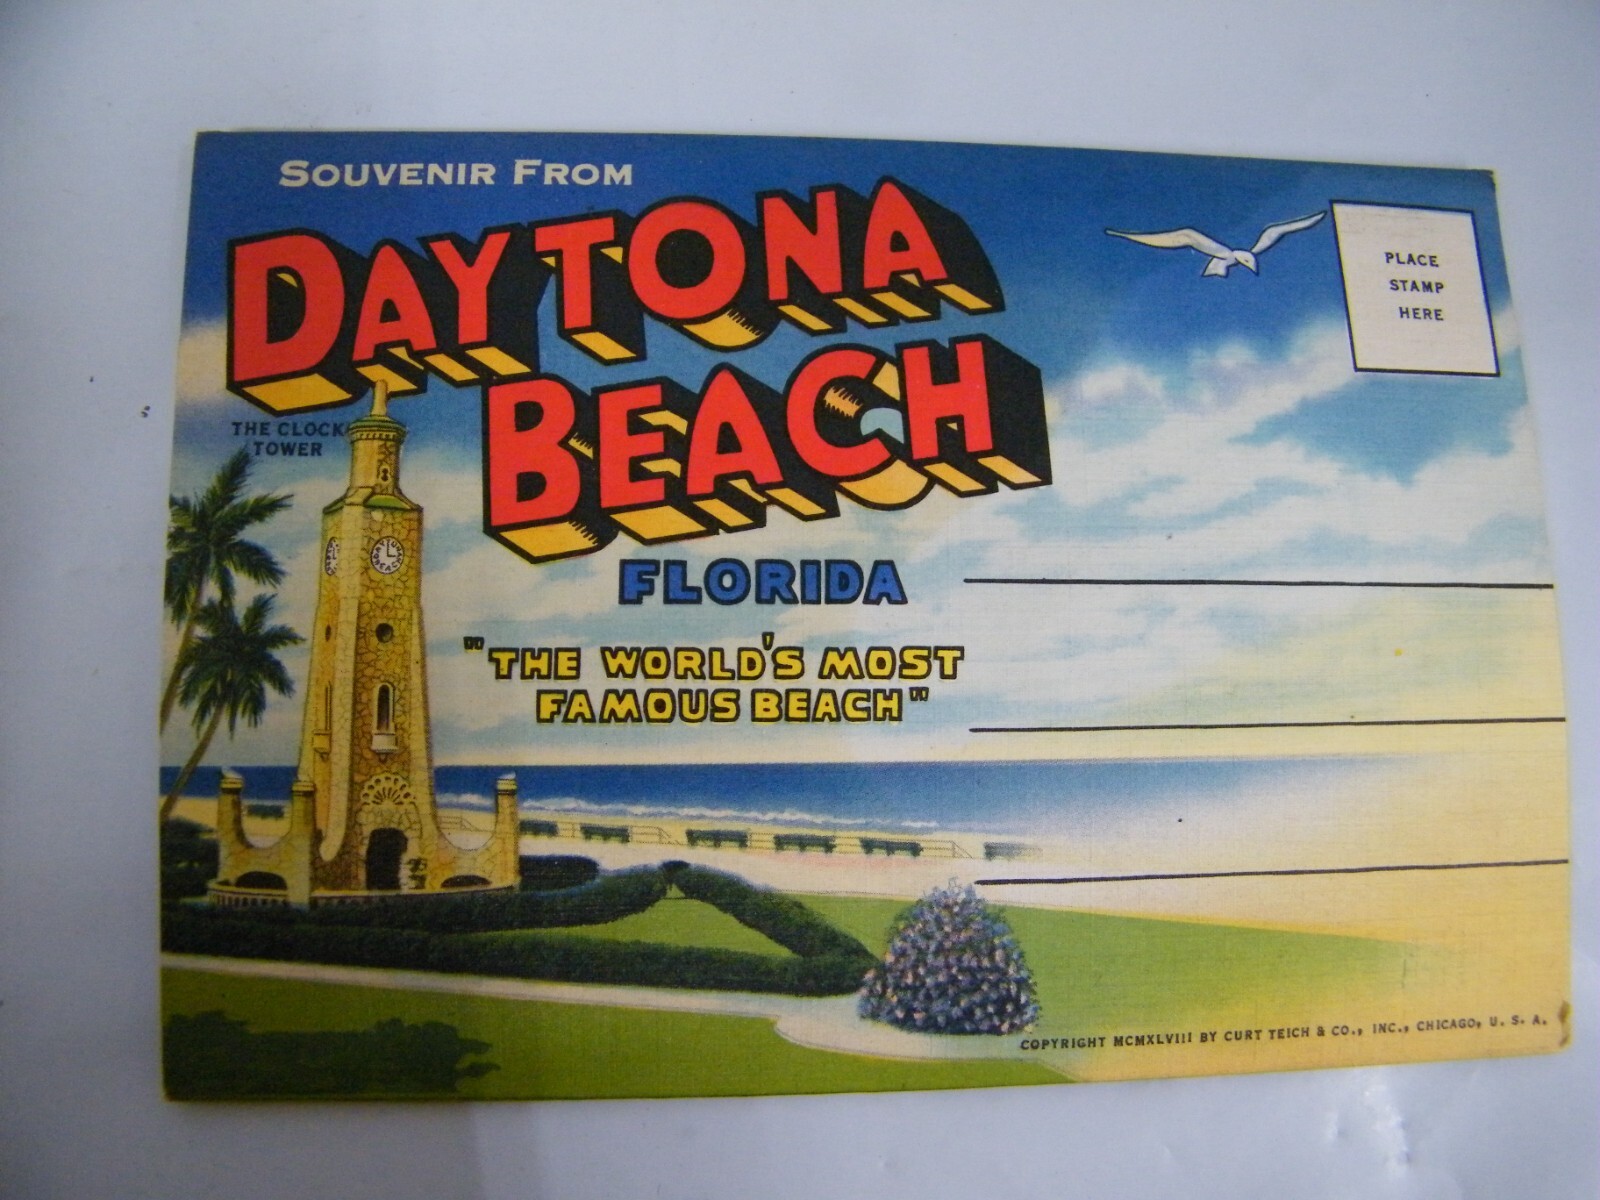 SOUVENIR FROM
DAYTONA
BEACH
THE CLOCK
TOWER
FLORIDA
"THE WORLD'S MOST
FAMOUS BEACH"
PLACE
STAMP
HERE
COPYRIGHT MCMXLVIII BY CURT TEICH & CO., INC., CHICAGO, U. S. A.